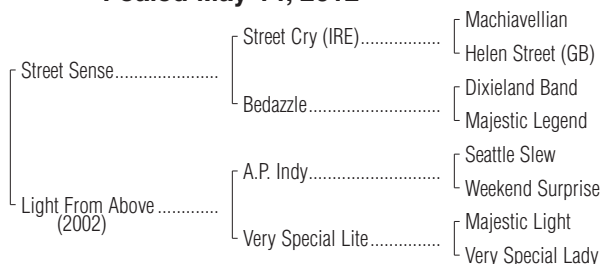 Foaled May 14, 2012
Street Sense
Light From Above
(2002)
Street Cry (IRE)
Bedazzle
A.P. Indy
Very Special Lite
Machiavellian
Helen Street (GB)
Dixieland Band
Majestic Legend
Seattle Slew
Weekend Surprise
Majestic Light
Very Special Lady